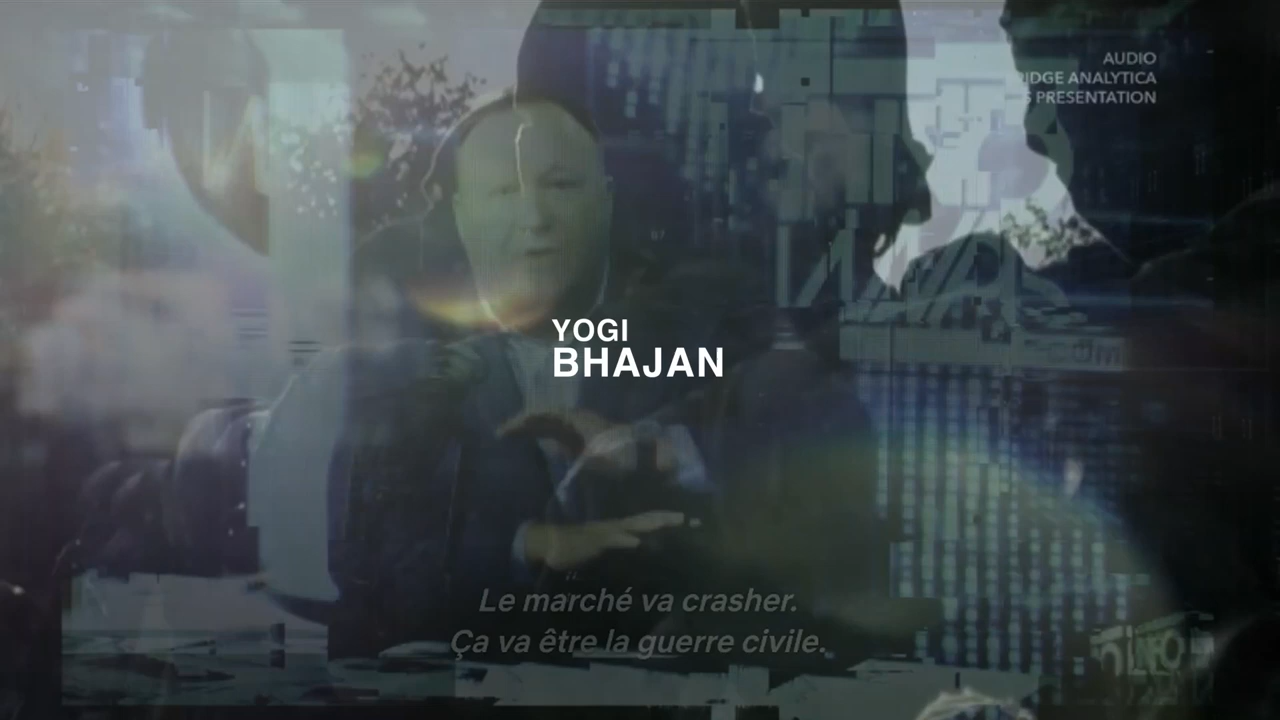 AUDIO
IDGE ANALYTICA
S PRESENTATION
YOGI
BHAJAN
Le marché va crasher.
Ça va être la guerre civile.